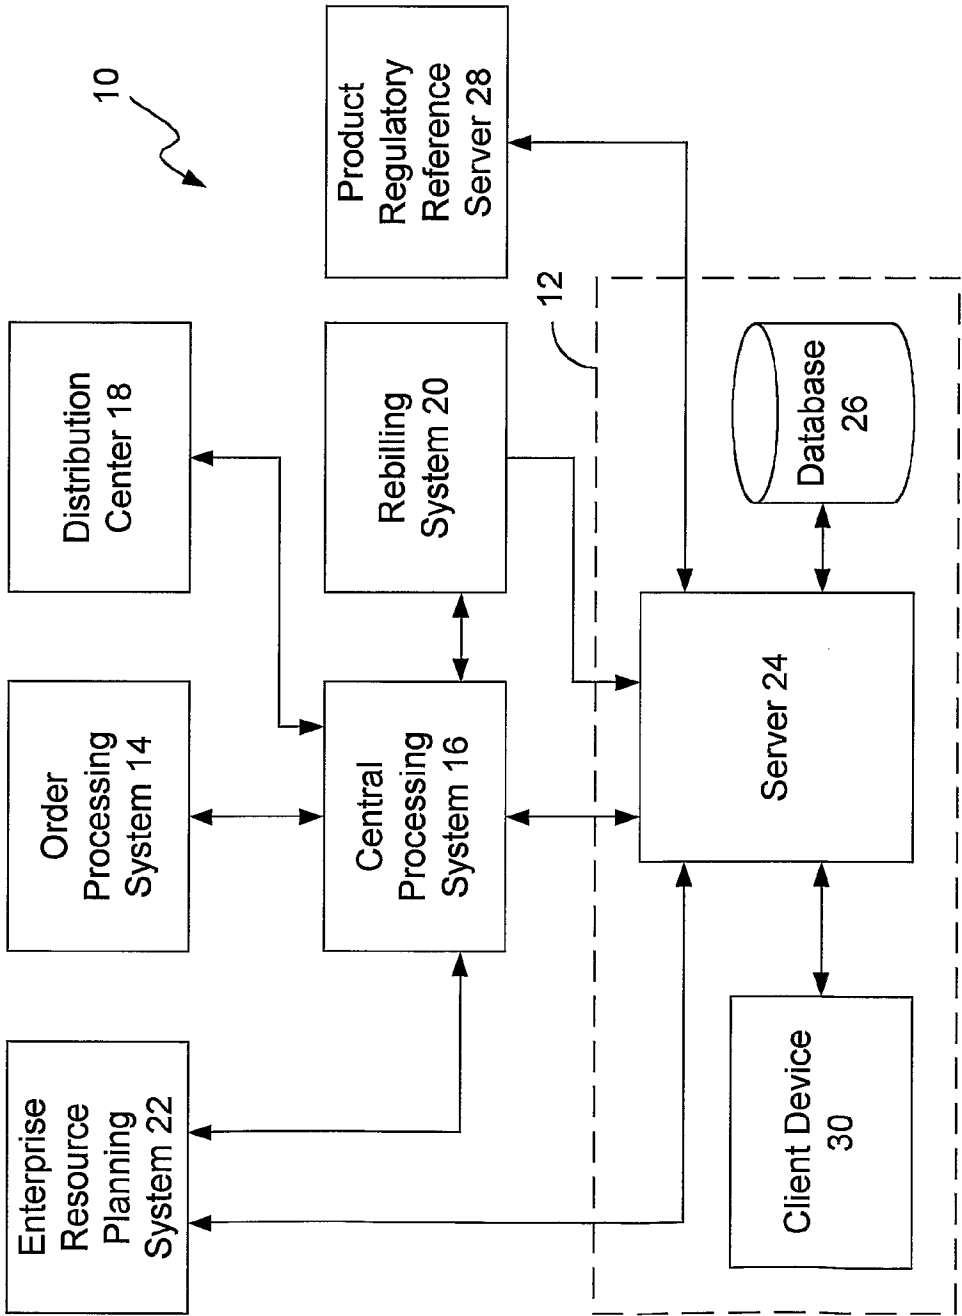 10
Enterprise
Resource
Planning
System 22
Order
Processing
System 14
Distribution
Center 18
Central
Processing
System 16
Rebilling
System 20
Product
Regulatory
Reference
Server 28
12
Client Device
30
Server 24
Database
26